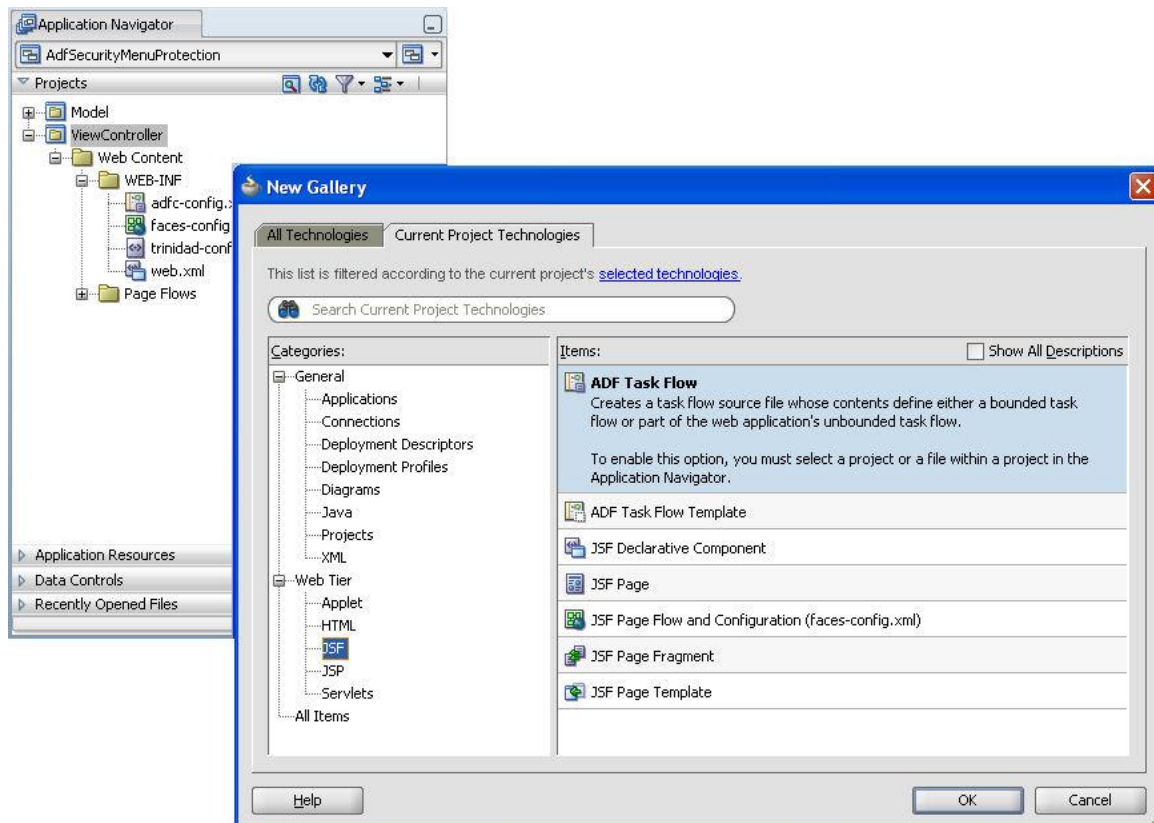 Application Navigator
AdfSecurityMenuProtection
Projects
Model
ViewController
Web Content
WEB-INF
adfc-config.
faces-config
trinidad-conf
web.xml
Page Flows
Application Resources
Data Controls
Recently Opened Files
New Gallery
All Technologies
Current Project Technologies
This list is filtered according to the current project's selected technologies.
Search Current Project Technologies
Categories:
General
Applications
Connections
Deployment Descriptors
Deployment Profiles
Diagrams
Java
Projects
XML
Web Tier
Applet
HTML
JSF
JSP
Servlets
All Items
Items:
Show All Descriptions
ADF Task Flow
Creates a task flow source file whose contents define either a bounded task
flow or part of the web application's unbounded task flow.
To enable this option, you must select a project or a file within a project in the
Application Navigator.
ADF Task Flow Template
JSF Declarative Component
JSF Page
JSF Page Flow and Configuration (faces-config.xml)
JSF Page Fragment
JSF Page Template
Help
OK
Cancel